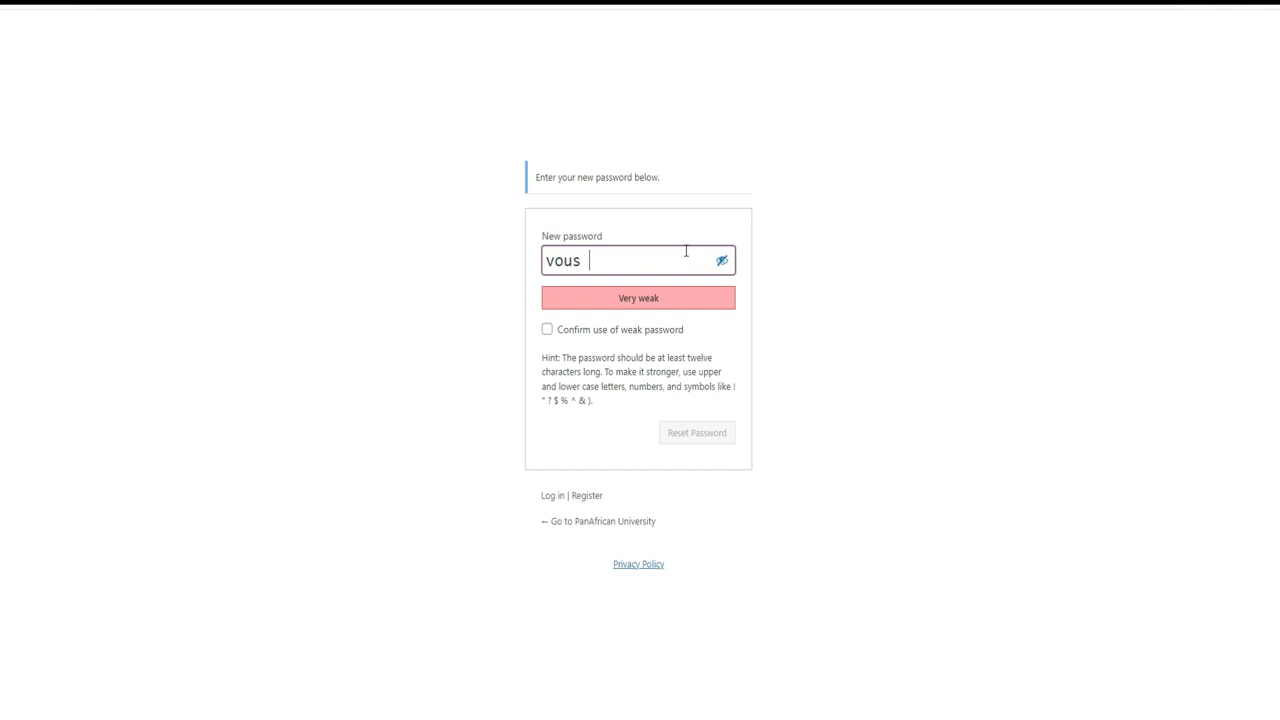 Enter your new password below.
New password
vous
Very weak
Confirm use of weak password
Hint: The password should be at least twelve
characters long. To make it stronger, use upper
and lower case letters, numbers, and symbols like !
" ? $ % ^ & ).
Reset Password
Log in | Register
← Go to PanAfrican University
Privacy Policy